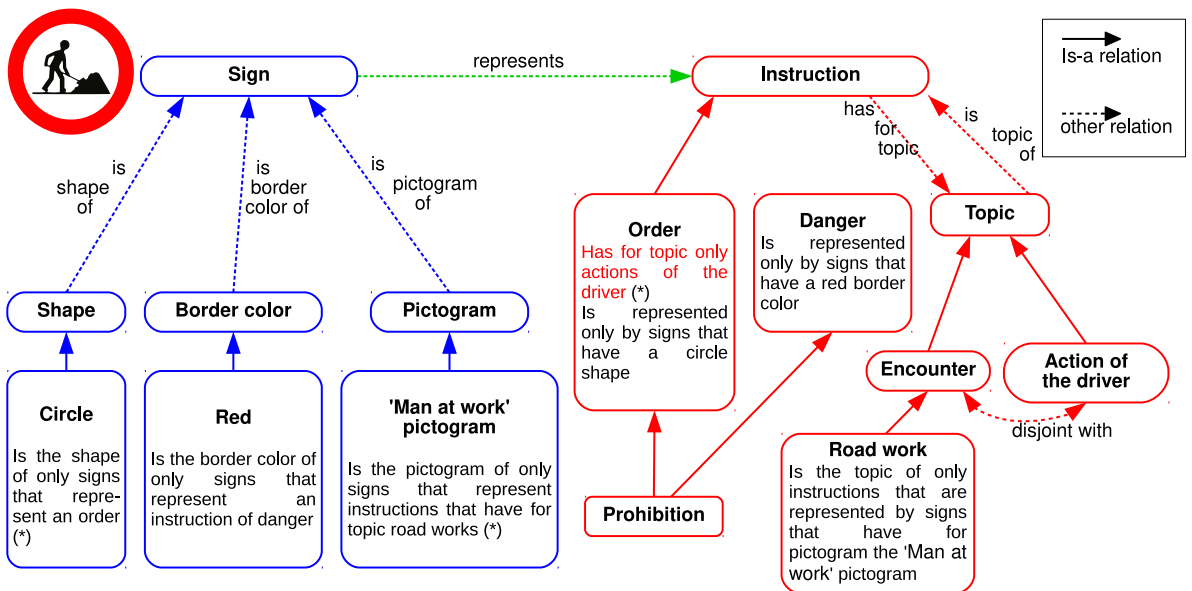 Sign
represents
Instruction
Is-a relation
other relation
is
shape
of
is
border
color of
is
pictogram
of
has
for
topic
is
topic
of
Order
Has for topic only
actions of the
driver (*)
Is represented
only by signs that
have a circle
shape
Danger
Is represented
only by signs that
have a red border
color
Topic
Shape
Border color
Pictogram
Encounter
Action of
the driver
disjoint with
Circle
Is the shape
of only signs
that repre-
sent an order
(*)
Red
Is the border color of
only signs that
represent an
instruction of danger
'Man at work'
pictogram
Is the pictogram of only
signs that represent
instructions that have for
topic road works (*)
Prohibition
Road work
Is the topic of only
instructions that are
represented by signs
that have for
pictogram the 'Man at
work' pictogram